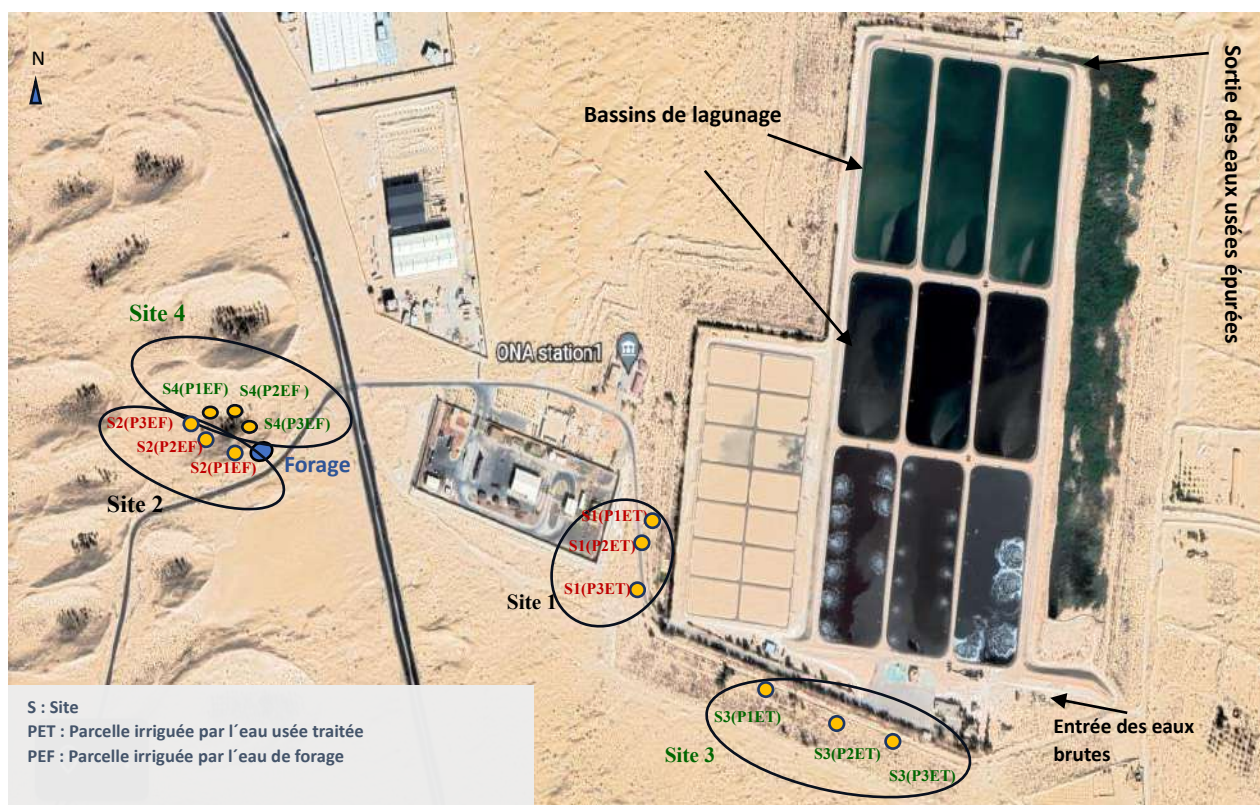 N
Bassins de lagunage
Sortie des eaux usées épurées
Site 4
ONA station1
S4(P1EF)
S4(P2EF)
S2(P3EF)
S4(P3EF)
S2(P2EF)
S2(P1EF)
Forage
Site 2
S1(P1ET)
S1(P2ET)
S1(P3ET)
Site 1
S3(P1ET)
Site 3
S3(P2ET)
S3(P3ET)
Entrée des eaux
brutes
S : Site
PET : Parcelle irriguée par l´eau usée traitée
PEF : Parcelle irriguée par l´eau de forage